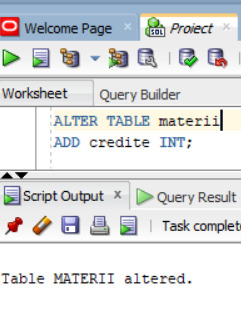 Welcome Page Proiect
SQL
Worksheet Query Builder
ALTER TABLE materii
ADD credite INT;
Script Output x Query Result
Task complet
Table MATERII altered.